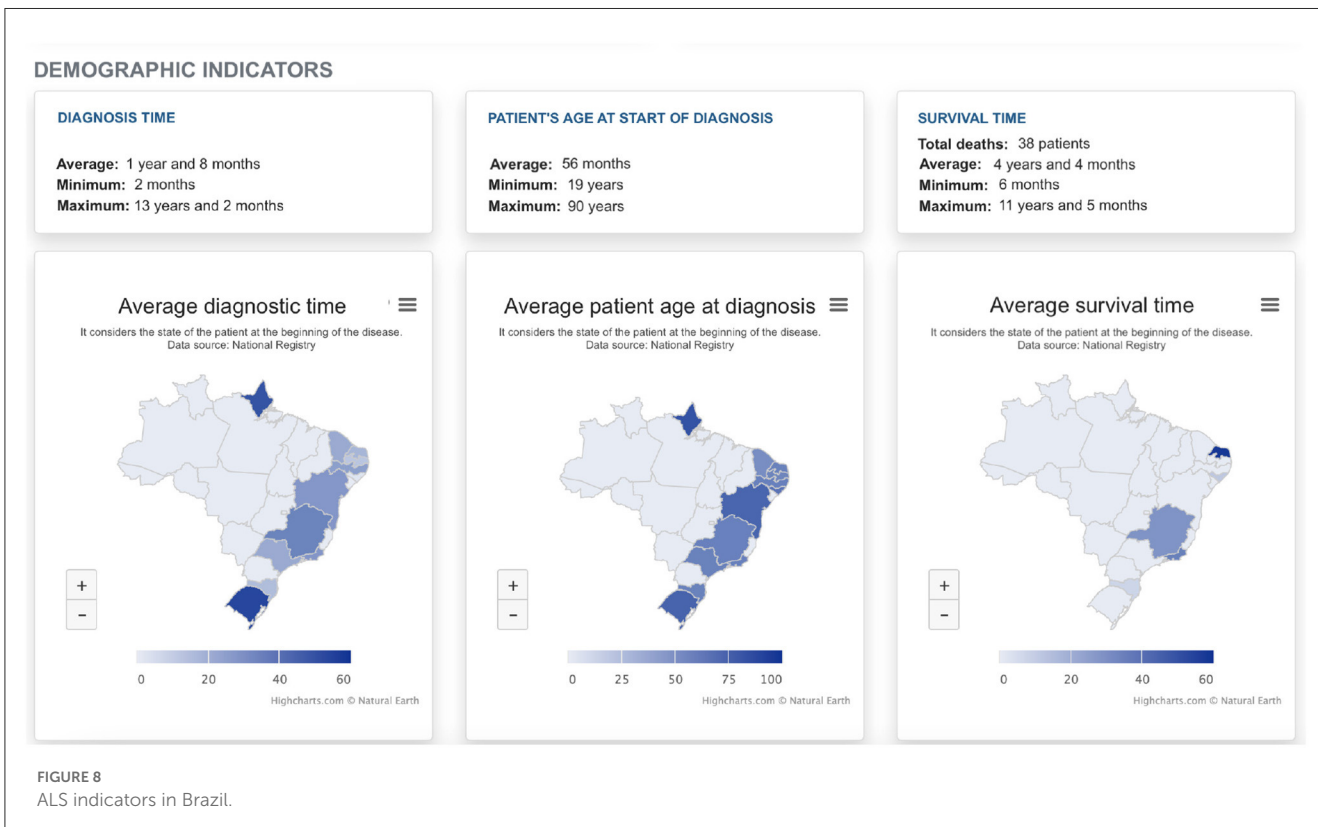 DEMOGRAPHIC INDICATORS
DIAGNOSIS TIME
Average: 1 year and 8 months
Minimum: 2 months
Maximum: 13 years and 2 months
PATIENT'S AGE AT START OF DIAGNOSIS
Average: 56 months
Minimum: 19 years
Maximum: 90 years
SURVIVAL TIME
Total deaths: 38 patients
Average: 4 years and 4 months
Minimum: 6 months
Maximum: 11 years and 5 months
Average diagnostic time
It considers the state of the patient at the beginning of the disease.
Data source: National Registry
+
−
0 20 40 60
Highcharts.com © Natural Earth
Average patient age at diagnosis
It considers the state of the patient at the beginning of the disease.
Data source: National Registry
+
−
0 25 50 75 100
Highcharts.com © Natural Earth
Average survival time
It considers the state of the patient at the beginning of the disease.
Data source: National Registry
+
−
0 20 40 60
Highcharts.com © Natural Earth
FIGURE 8
ALS indicators in Brazil.